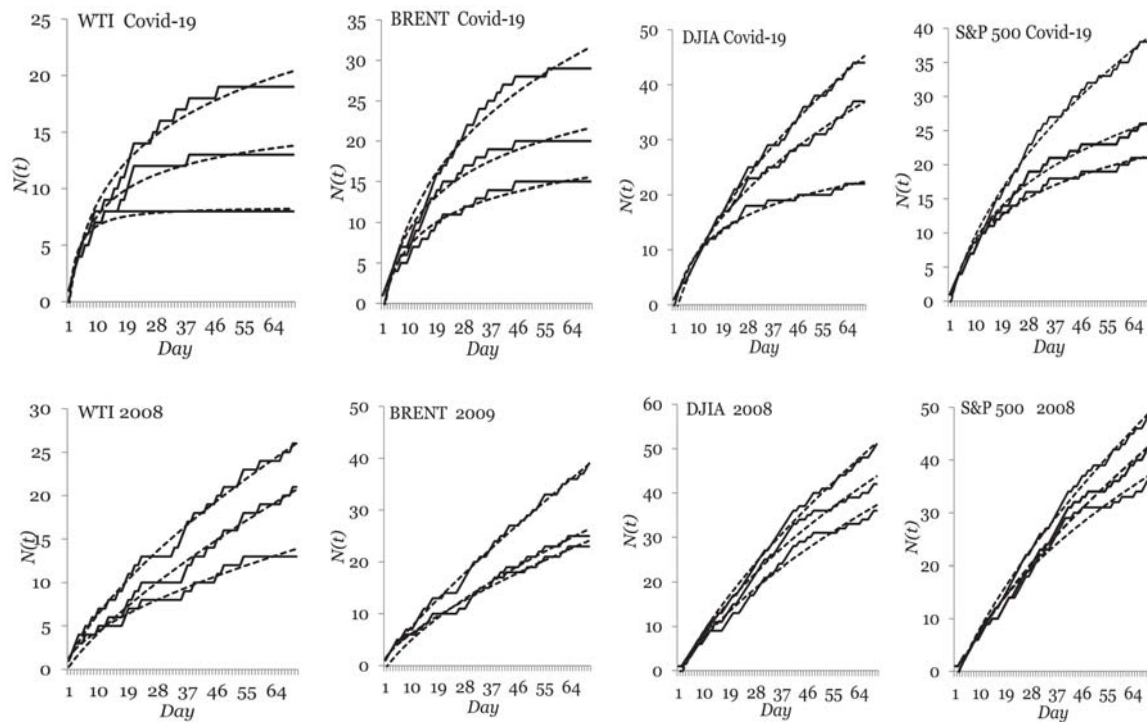 WTI Covid-19
25
20
15
10
5
0
N(t)
1 10 19 28 37 46 55 64
Day
BRENT Covid-19
35
30
25
20
15
10
5
0
N(t)
1 10 19 28 37 46 55 64
Day
DJIA Covid-19
50
40
30
20
10
0
N(t)
1 10 19 28 37 46 55 64
Day
S&P 500 Covid-19
40
35
30
25
20
15
10
5
0
N(t)
1 10 19 28 37 46 55 64
Day
WTI 2008
30
25
20
15
10
5
0
N(t)
1 10 19 28 37 46 55 64
Day
BRENT 2009
50
40
30
20
10
0
N(t)
1 10 19 28 37 46 55 64
Day
DJIA 2008
60
50
40
30
20
10
0
N(t)
1 10 19 28 37 46 55 64
Day
S&P 500 2008
50
40
30
20
10
0
N(t)
1 10 19 28 37 46 55 64
Day